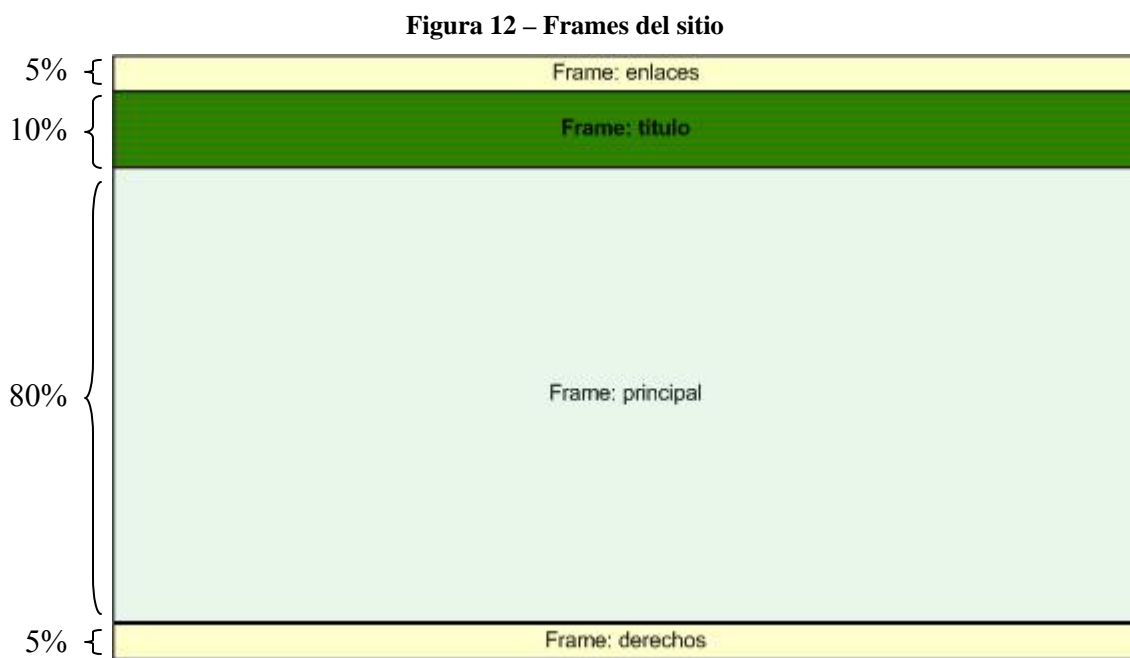 Figura 12 – Frames del sitio
5%
Frame: enlaces
10%
Frame: titulo
80%
Frame: principal
5%
Frame: derechos